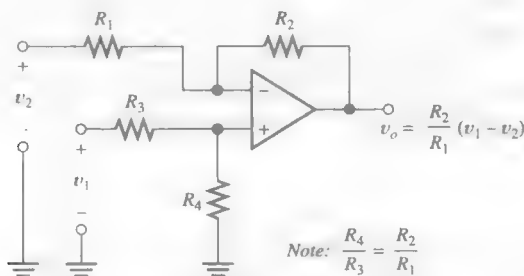 R1
R2
+
v2
-
R3
-
+
+
v1
-
R4
vo = R2/R1 (v1 − v2)
Note: R4/R3 = R2/R1